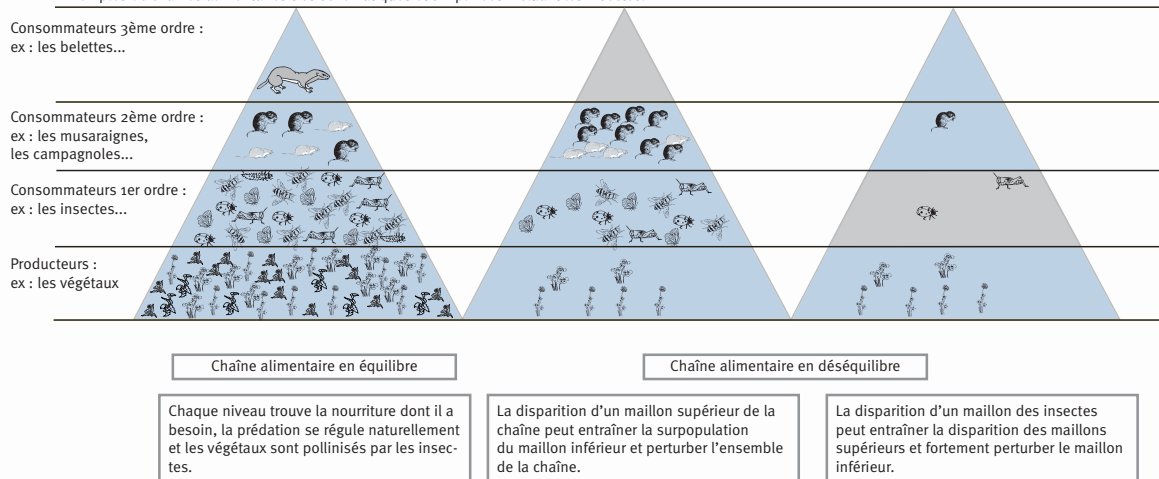 Consommateurs 3ème ordre :
ex : les belettes...
Consommateurs 2ème ordre :
ex : les musaraignes,
les campagnoles...
Consommateurs 1er ordre :
ex : les insectes...
Producteurs :
ex : les végétaux
Chaîne alimentaire en équilibre
Chaîne alimentaire en déséquilibre
Chaque niveau trouve la nourriture dont il a
besoin, la prédation se régule naturellement
et les végétaux sont pollinisés par les insec-
tes.
La disparition d'un maillon supérieur de la
chaîne peut entraîner la surpopulation
du maillon inférieur et perturber l'ensemble
de la chaîne.
La disparition d'un maillon des insectes
peut entraîner la disparition des maillons
supérieurs et fortement perturber le maillon
inférieur.